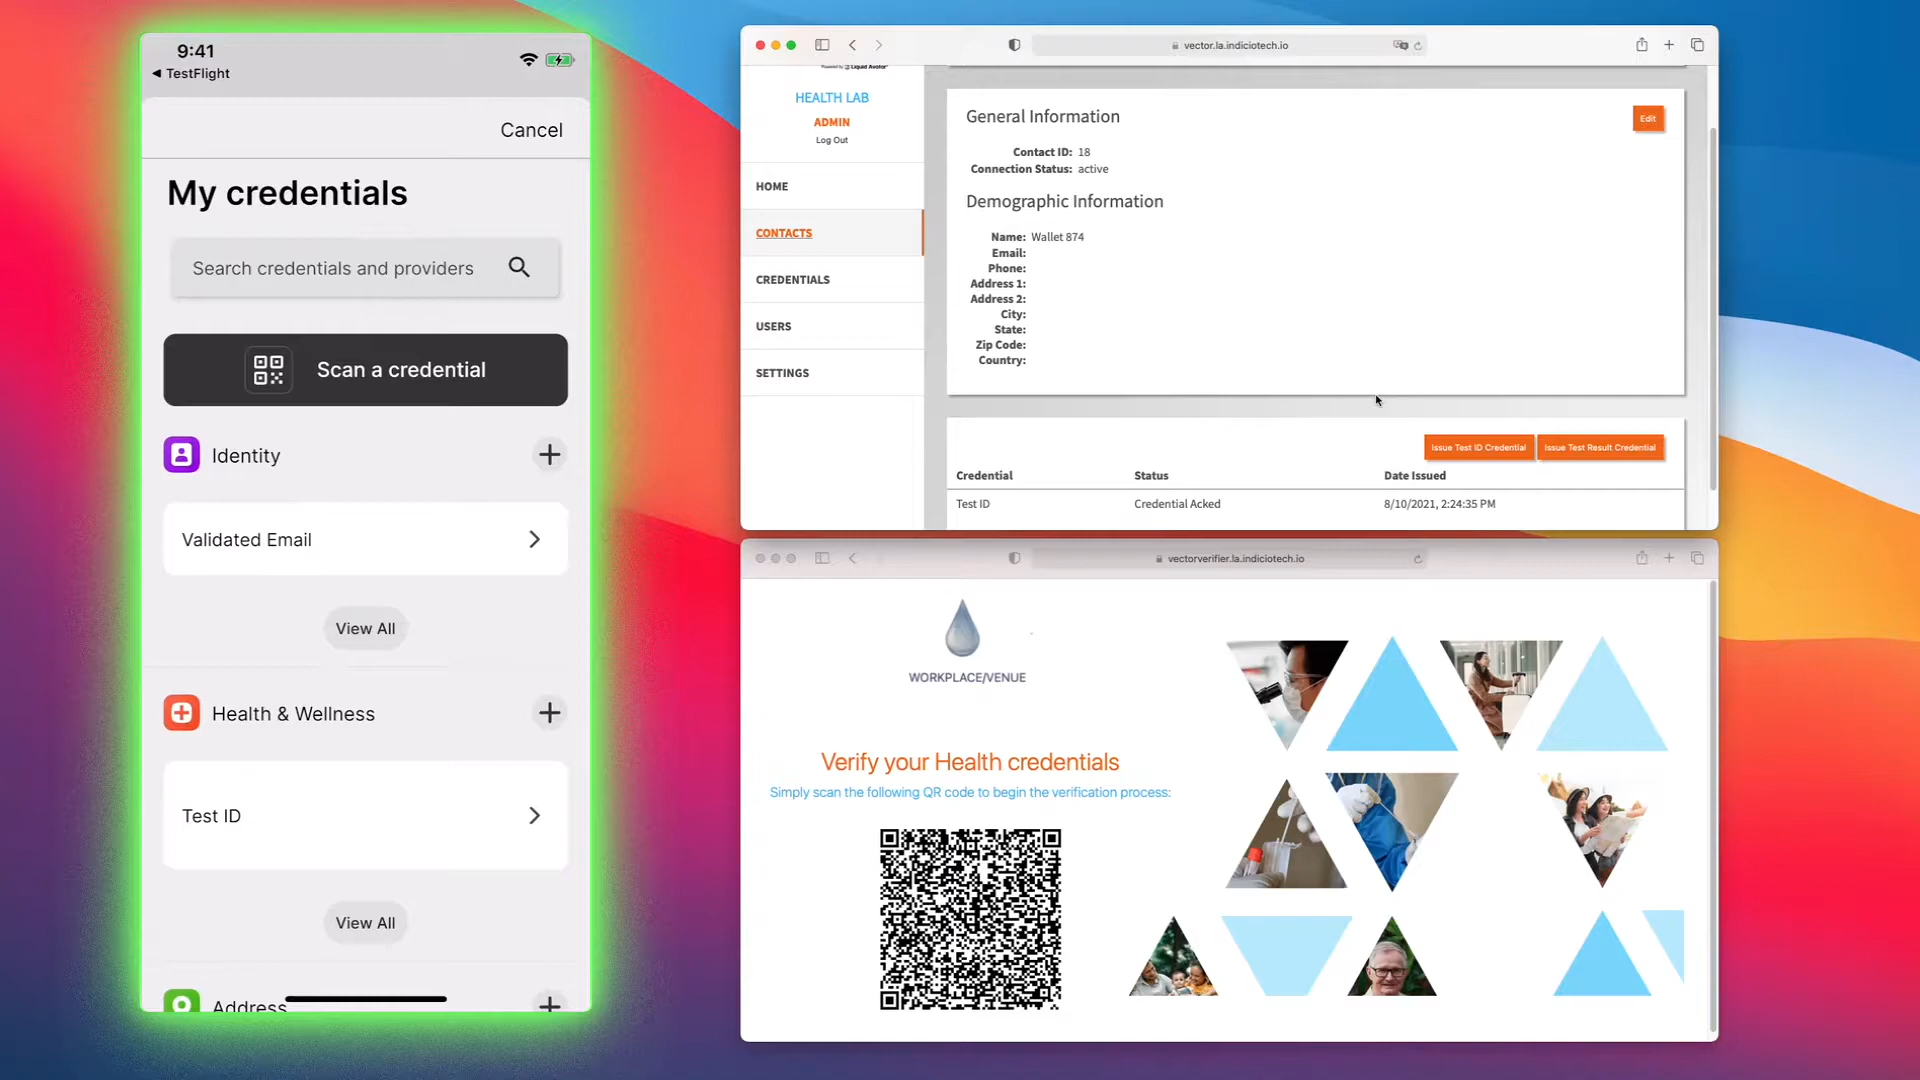 9:41
TestFlight
Cancel
My credentials
Search credentials and providers
Scan a credential
Identity
Validated Email
View All
Health & Wellness
Test ID
View All
Address
vector.la.indiciotech.io
Powered by Liquid Avatar
HEALTH LAB
ADMIN
Log Out
HOME
CONTACTS
CREDENTIALS
USERS
SETTINGS
General Information
Edit
Contact ID: 18
Connection Status: active
Demographic Information
Name: Wallet 874
Email:
Phone:
Address 1:
Address 2:
City:
State:
Zip Code:
Country:
Issue Test ID Credential
Issue Test Result Credential
Credential Status Date Issued
Test ID Credential Acked 8/10/2021, 2:24:35 PM
vectorverifier.la.indiciotech.io
WORKPLACE/VENUE
Verify your Health credentials
Simply scan the following QR code to begin the verification process: